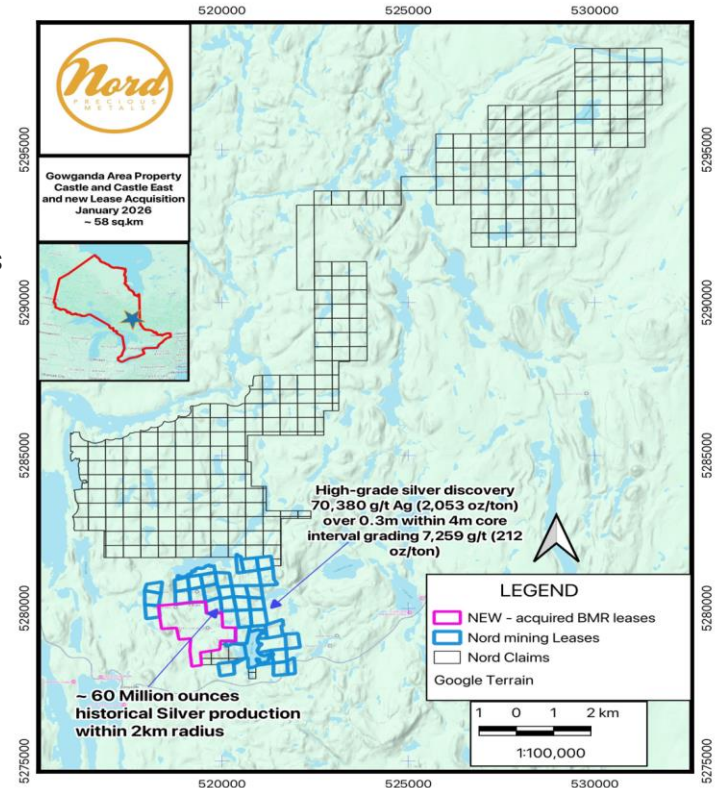 520000
525000
530000
Nord
PRECIOUS
METALS
Gowganda Area Property
Castle and Castle East
and new Lease Acquisition
January 2026
~ 58 sq.km
5295000
5295000
5290000
5290000
5285000
5285000
5280000
5280000
5275000
5275000
High-grade silver discovery
70,380 g/t Ag (2,053 oz/ton)
over 0.3m within 4m core
interval grading 7,259 g/t (212
oz/ton)
~ 60 Million ounces
historical Silver production
within 2km radius
LEGEND
NEW - acquired BMR leases
Nord mining Leases
Nord Claims
Google Terrain
1 0 1 2 km
1:100,000
520000
525000
530000